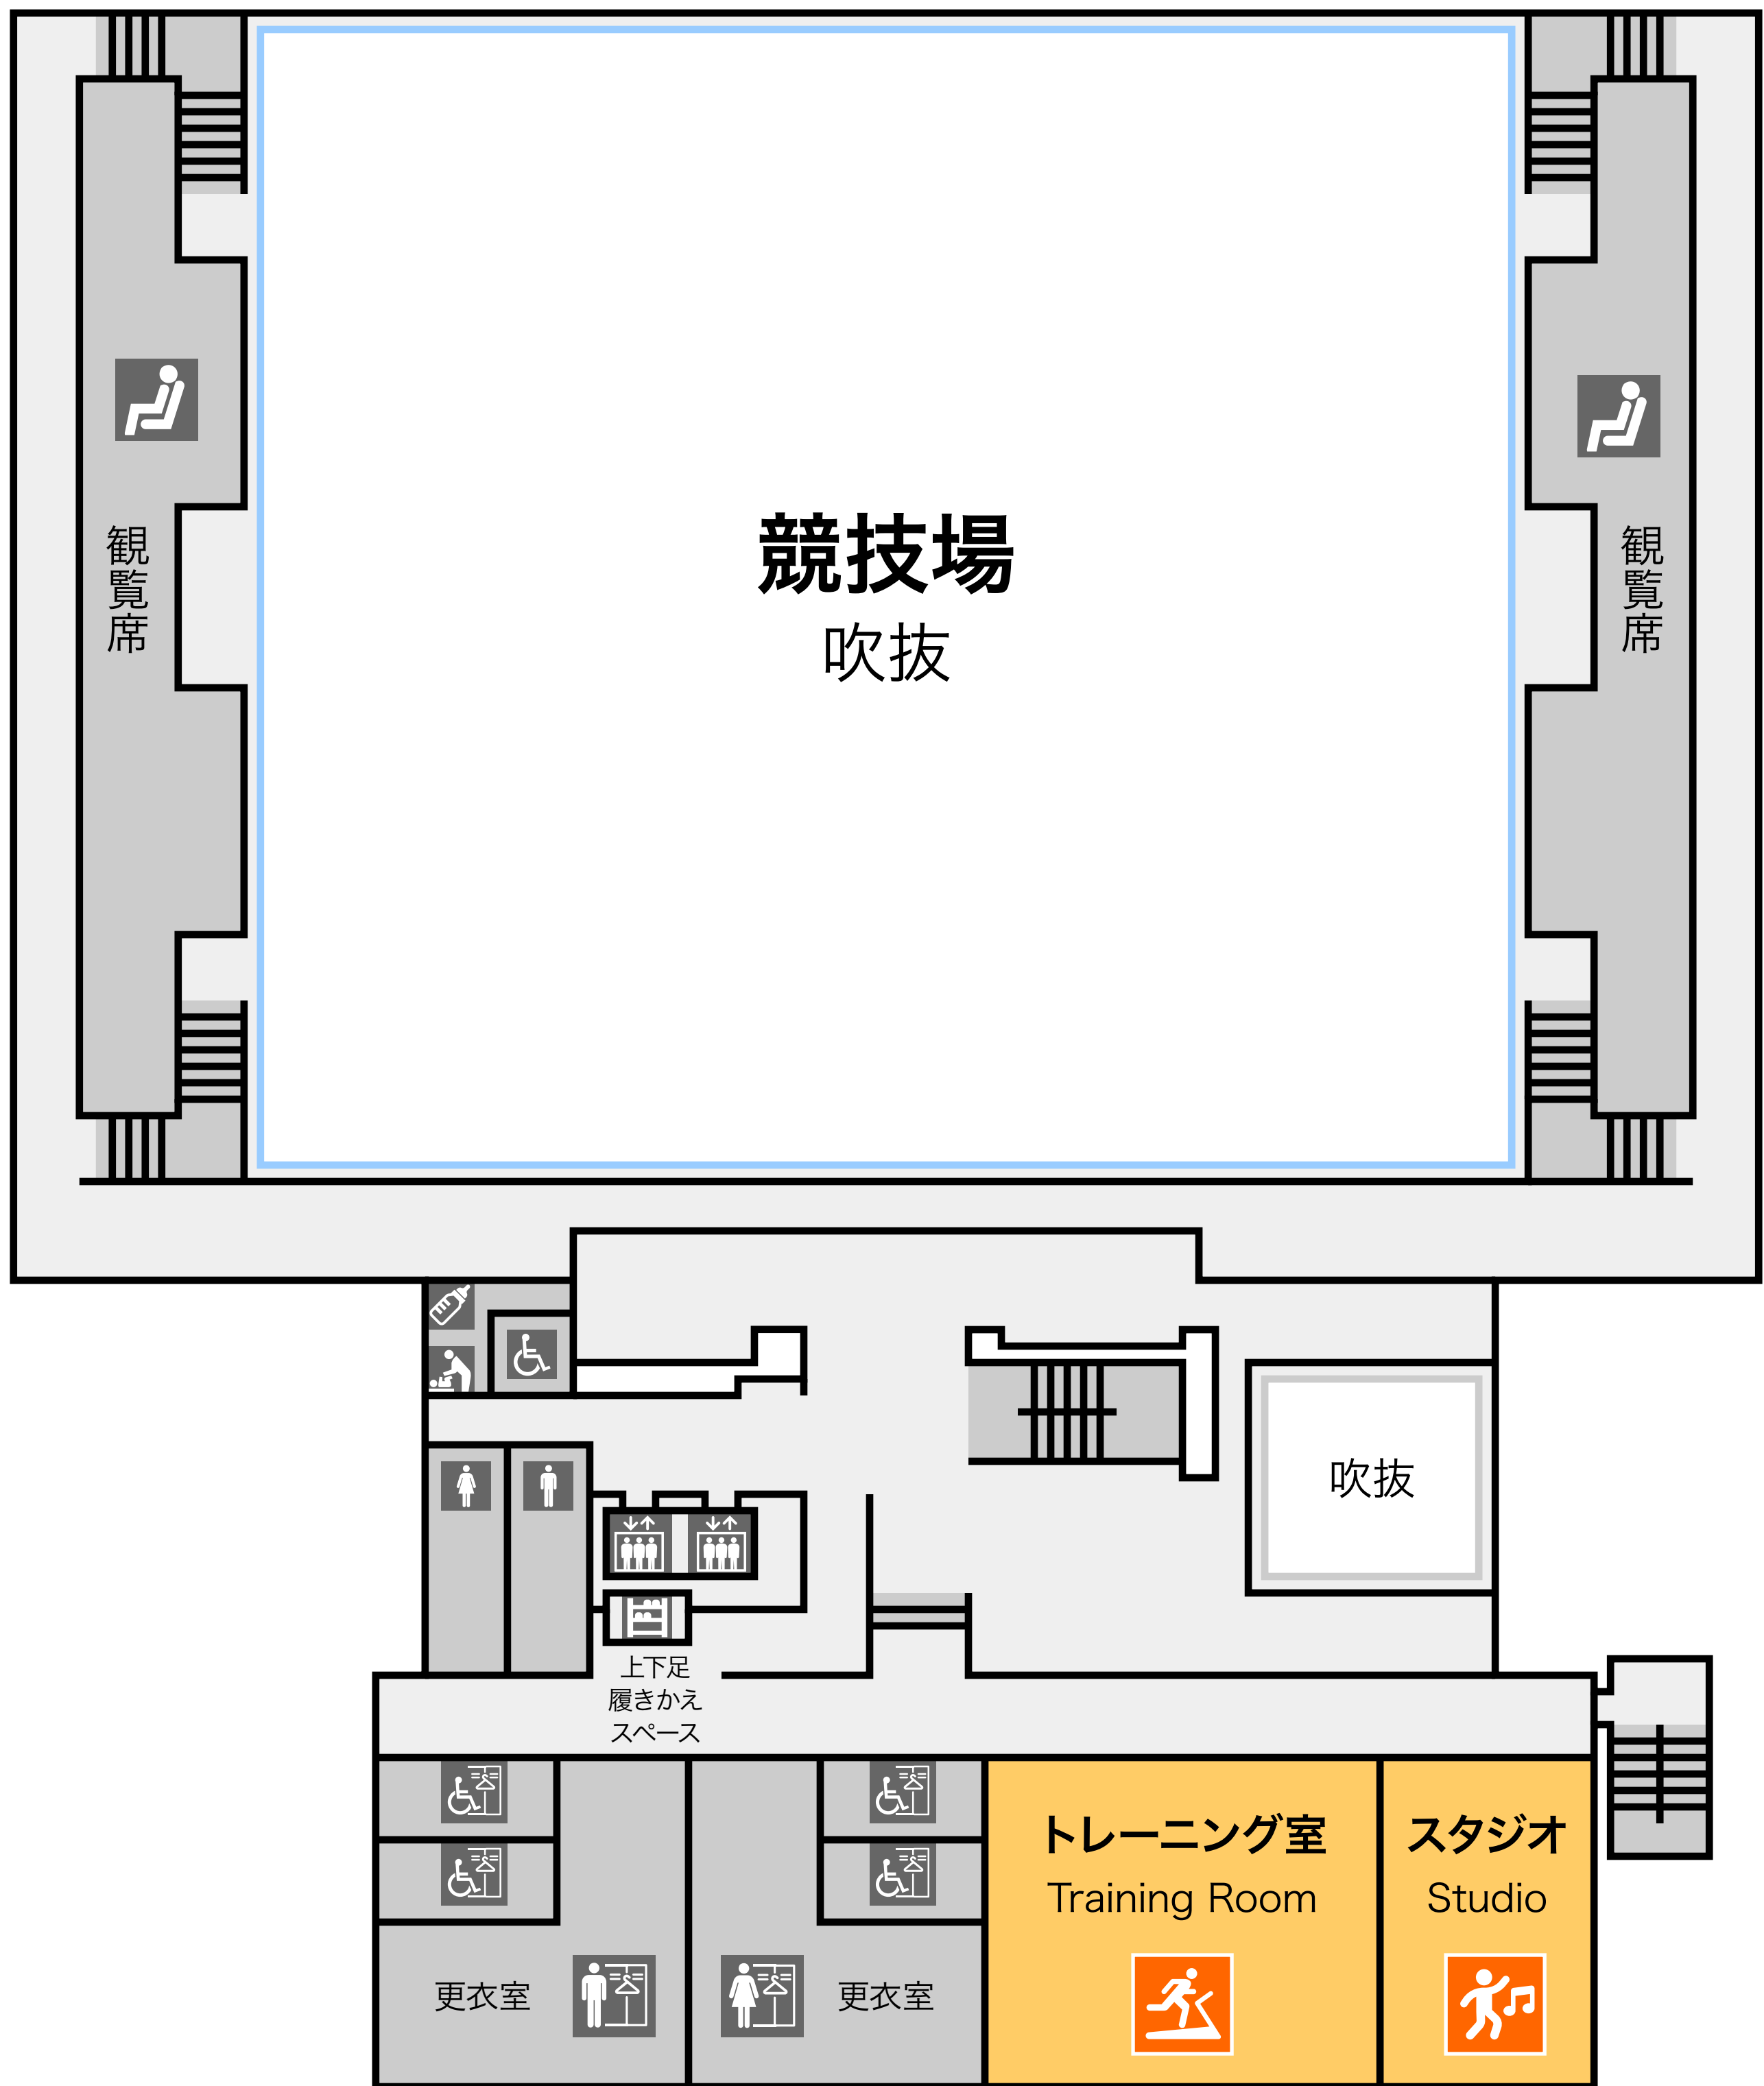 競技場
吹抜
観覧席
観覧席
吹抜
上下足
履きかえ
スペース
トレーニング室
Training Room
スタジオ
Studio
更衣室
更衣室